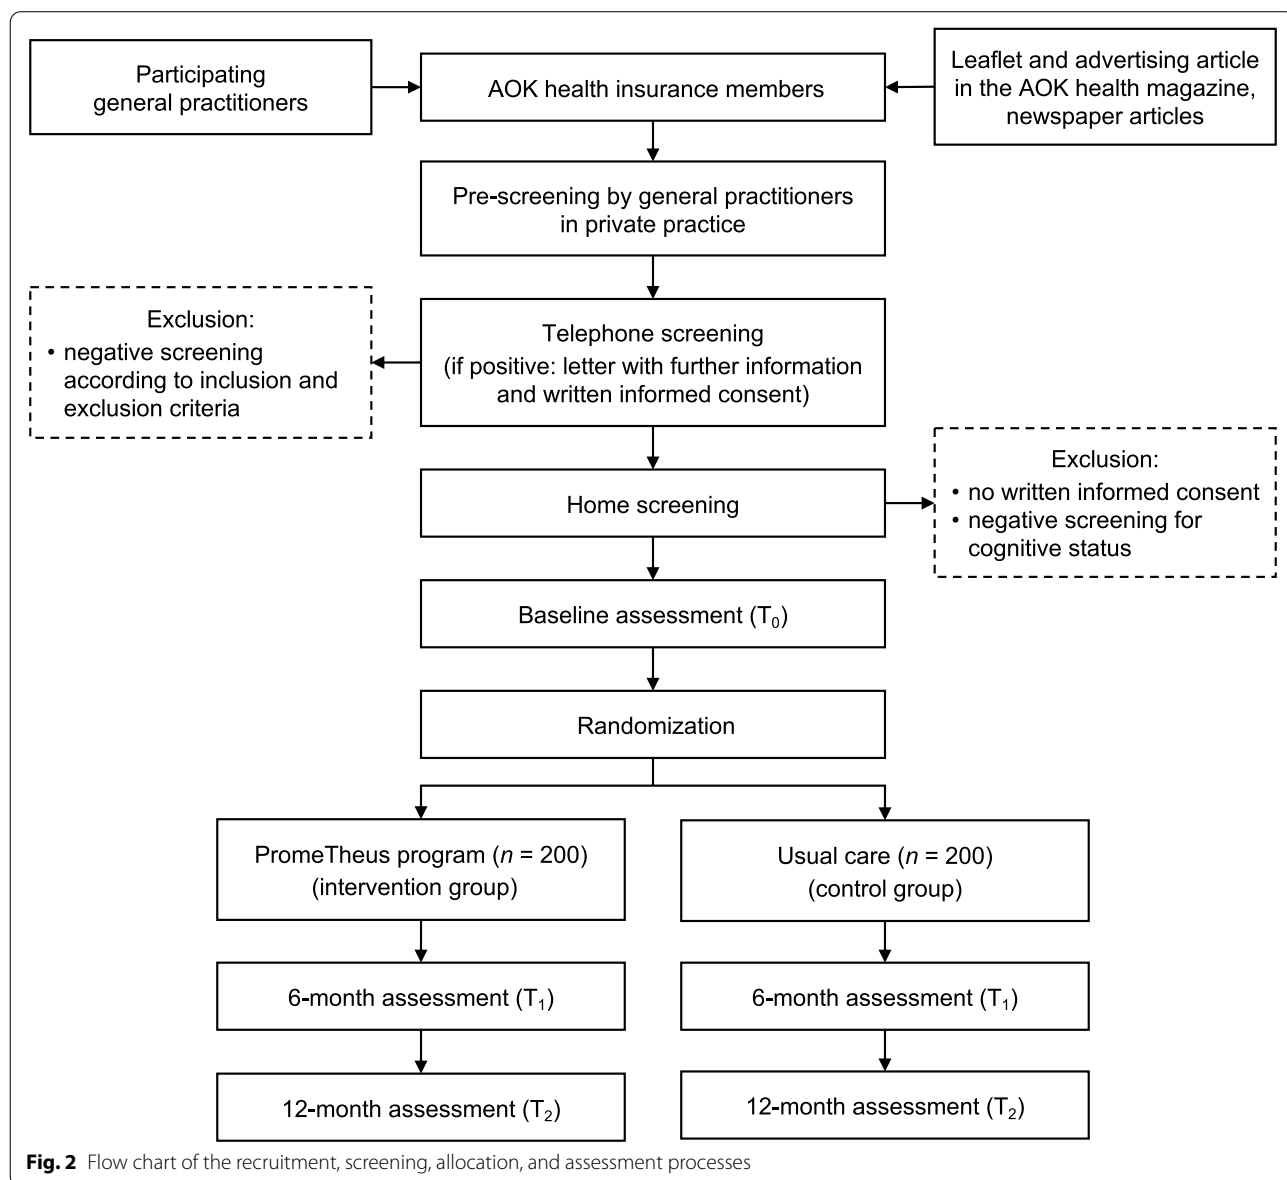 Participating
general practitioners
AOK health insurance members
Leaflet and advertising article
in the AOK health magazine,
newspaper articles
Pre-screening by general practitioners
in private practice
Exclusion:
• negative screening
according to inclusion and
exclusion criteria
Telephone screening
(if positive: letter with further information
and written informed consent)
Home screening
Exclusion:
• no written informed consent
• negative screening for
cognitive status
Baseline assessment (T₀)
Randomization
PromeTheus program (n = 200)
(intervention group)
Usual care (n = 200)
(control group)
6-month assessment (T₁)
6-month assessment (T₁)
12-month assessment (T₂)
12-month assessment (T₂)
Fig. 2 Flow chart of the recruitment, screening, allocation, and assessment processes